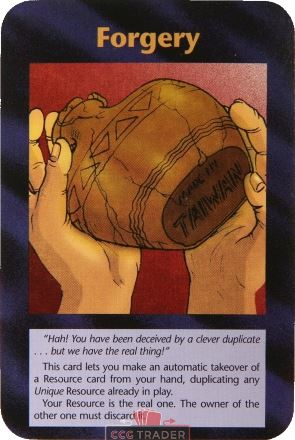 Forgery
MADE IN
TAIWAN
"Hah! You have been deceived by a clever duplicate
. . . but we have the real thing!"
This card lets you make an automatic takeover of
a Resource card from your hand, duplicating any
Unique Resource already in play.
Your Resource is the real one. The owner of the
other one must discard it.
CCG TRADER